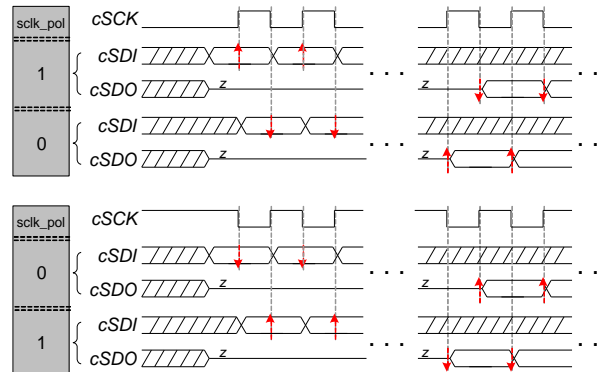 sclk_pol cSCK
cSDI
1 . . .
cSDO z z
cSDI
0 . . .
cSDO z z
sclk_pol cSCK
cSDI
0 . . .
cSDO z z
cSDI
1 . . .
cSDO z z